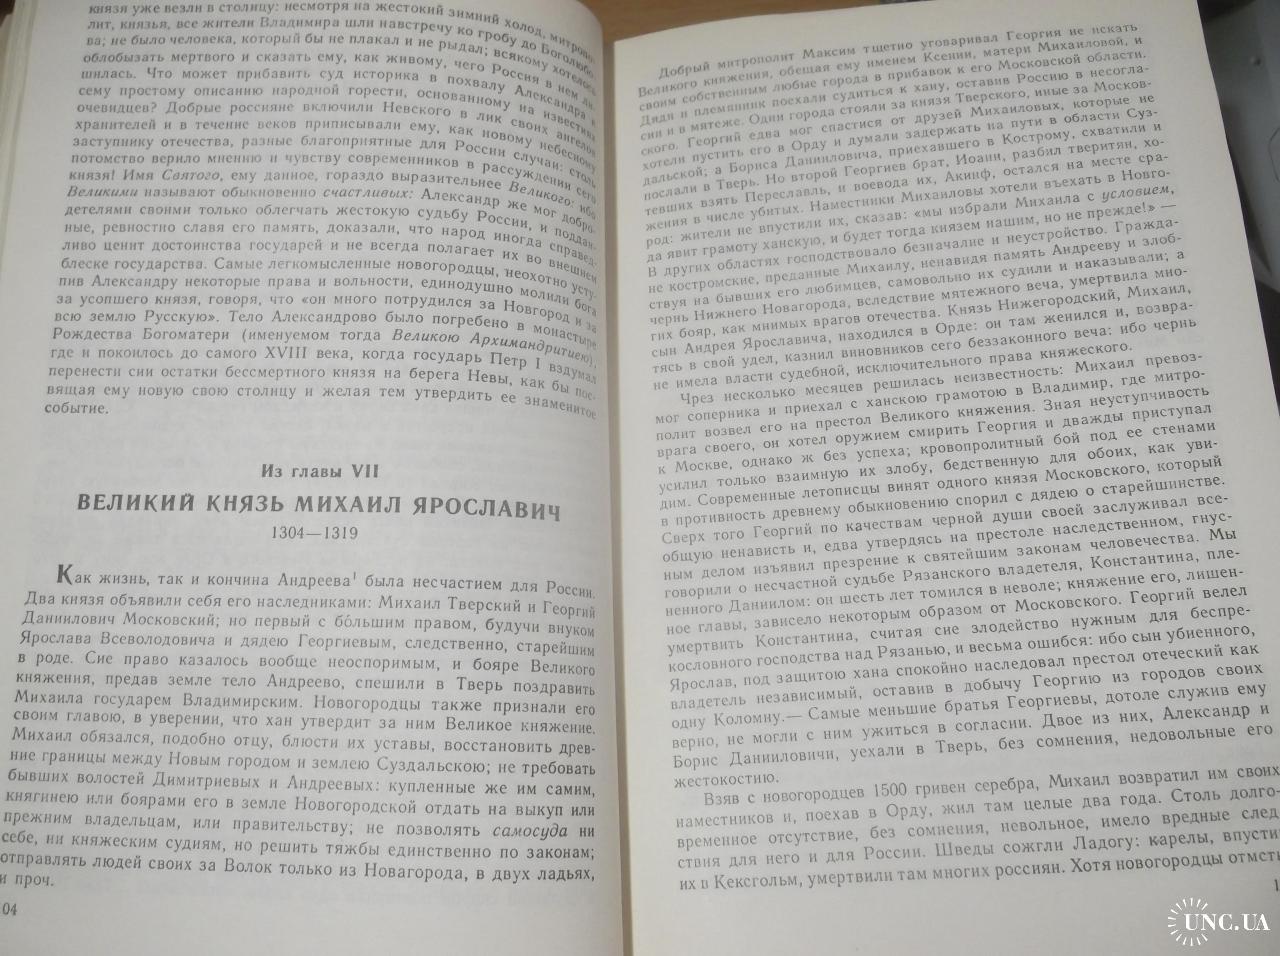 князя уже везли в столицу: несмотря на жестокий зимний холод, митропо-
лит, князья, все жители Владимира шли навстречу ко гробу до Боголюбо-
ва; не было человека, который бы не плакал и не рыдал; всякому хотелось
облобызать мертвого и сказать ему, как живому, чего Россия в нем ли-
шилась. Что может прибавить суд историка в похвалу Александра к
сему простому описанию народной горести, основанному на известиях
очевидцев? Добрые россияне включили Невского в лик своих ангелов
хранителей и в течение веков приписывали ему, как новому небесному
заступнику отечества, разные благоприятные для России случаи: столь
потомство верило мнению и чувству современников в рассуждении сего
князя! Имя Святого, ему данное, гораздо выразительнее Великого: ибо
Великими называют обыкновенно счастливых: Александр же мог добро-
детелями своими только облегчать жестокую судьбу России, и поддан-
ные, ревностно славя его память, доказали, что народ иногда справед-
ливо ценит достоинства государей и не всегда полагает их во внешнем
блеске государства. Самые легкомысленные новогородцы, неохотно усту-
пив Александру некоторые права и вольности, единодушно молили бога
за усопшего князя, говоря, что «он много потрудился за Новгород и за
всю землю Русскую». Тело Александрово было погребено в монастыре
Рождества Богоматери (именуемом тогда Великою Архимандритиею),
где и покоилось до самого XVIII века, когда государь Петр I вздумал
перенести сии остатки бессмертного князя на берега Невы, как бы пос-
вящая ему новую свою столицу и желая тем утвердить ее знаменитое
событие.
Из главы VII
ВЕЛИКИЙ КНЯЗЬ МИХАИЛ ЯРОСЛАВИЧ
1304—1319
Как жизнь, так и кончина Андреева¹ была несчастием для России.
Два князя объявили себя его наследниками: Михаил Тверский и Георгий
Даниилович Московский; но первый с бо́льшим правом, будучи внуком
Ярослава Всеволодовича и дядею Георгиевым, следственно, старейшим
в роде. Сие право казалось вообще неоспоримым, и бояре Великого
княжения, предав земле тело Андреево, спешили в Тверь поздравить
Михаила государем Владимирским. Новогородцы также признали его
своим главою, в уверении, что хан утвердит за ним Великое княжение.
Михаил обязался, подобно отцу, блюсти их уставы, восстановить древ-
ние границы между Новым городом и землею Суздальскою; не требовать
бывших волостей Димитриевых и Андреевых: купленные же им самим,
княгинею или боярами его в земле Новогородской отдать на выкуп или
прежним владельцам, или правительству; не позволять самосуда ни
себе, ни княжеским судиям, но решить тяжбы единственно по законам;
отправлять людей своих за Волок только из Новагорода, в двух ладьях,
и проч.
04
Добрый митрополит Максим тщетно уговаривал Георгия не искать
Великого княжения, обещая ему именем Ксении, матери Михаиловой, и
своим собственным любые города в прибавок к его Московской области.
Дядя и племянник поехали судиться к хану, оставив Россию в несогла-
сии и в мятеже. Одни города стояли за князя Тверского, иные за Москов-
ского. Георгий едва мог спастися от друзей Михаиловых, которые не
хотели пустить его в Орду и думали задержать на пути в области Суз-
дальской; а Бориса Данииловича, приехавшего в Кострому, схватили и
послали в Тверь. Но второй Георгиев брат, Иоанн, разбил тверитян, хо-
тевших взять Переславль, и воевода их, Акинф, остался на месте сра-
жения в числе убитых. Наместники Михаиловы хотели въехать в Новго-
род: жители не впустили их, сказав: «мы избрали Михаила с условием,
да явит грамоту ханскую, и будет тогда князем нашим, но не прежде!» —
В других областях господствовало безначалие и неустройство. Гражда-
не костромские, преданные Михаилу, ненавидя память Андрееву и злоб-
ствуя на бывших его любимцев, самовольно их судили и наказывали; а
чернь Нижнего Новагорода, вследствие мятежного веча, умертвила мно-
гих бояр, как мнимых врагов отечества. Князь Нижегородский, Михаил,
сын Андрея Ярославича, находился в Орде: он там женился и, возвра-
тясь в свой удел, казнил виновников сего беззаконного веча: ибо чернь
не имела власти судебной, исключительного права княжеского.
Чрез несколько месяцев решилась неизвестность: Михаил превоз-
мог соперника и приехал с ханскою грамотою в Владимир, где митро-
полит возвел его на престол Великого княжения. Зная неуступчивость
врага своего, он хотел оружием смирить Георгия и дважды приступал
к Москве, однако ж без успеха; кровопролитный бой под ее стенами
усилил только взаимную их злобу, бедственную для обоих, как уви-
дим. Современные летописцы винят одного князя Московского, который
в противность древнему обыкновению спорил с дядею о старейшинстве.
Сверх того Георгий по качествам черной души своей заслуживал все-
общую ненависть и, едва утвердясь на престоле наследственном, гнус-
ным делом изъявил презрение к святейшим законам человечества. Мы
говорили о несчастной судьбе Рязанского владетеля, Константина, пле-
ненного Даниилом: он шесть лет томился в неволе; княжение его, лишен-
ное главы, зависело некоторым образом от Московского. Георгий велел
умертвить Константина, считая сие злодейство нужным для беспре-
кословного господства над Рязанью, и весьма ошибся: ибо сын убиенного,
Ярослав, под защитою хана спокойно наследовал престол отеческий как
владетель независимый, оставив в добычу Георгию из городов своих
одну Коломну.— Самые меньшие братья Георгиевы, дотоле служив ему
верно, не могли с ним ужиться в согласии. Двое из них, Александр и
Борис Данииловичи, уехали в Тверь, без сомнения, недовольные его
жестокостию.
Взяв с новогородцев 1500 гривен серебра, Михаил возвратил им своих
наместников и, поехав в Орду, жил там целые два года. Столь долго-
временное отсутствие, без сомнения, невольное, имело вредные след-
ствия для него и для России. Шведы сожгли Ладогу: карелы, впустив
их в Кексгольм, умертвили там многих россиян. Хотя новогородцы отмсти
1
UNC.UA